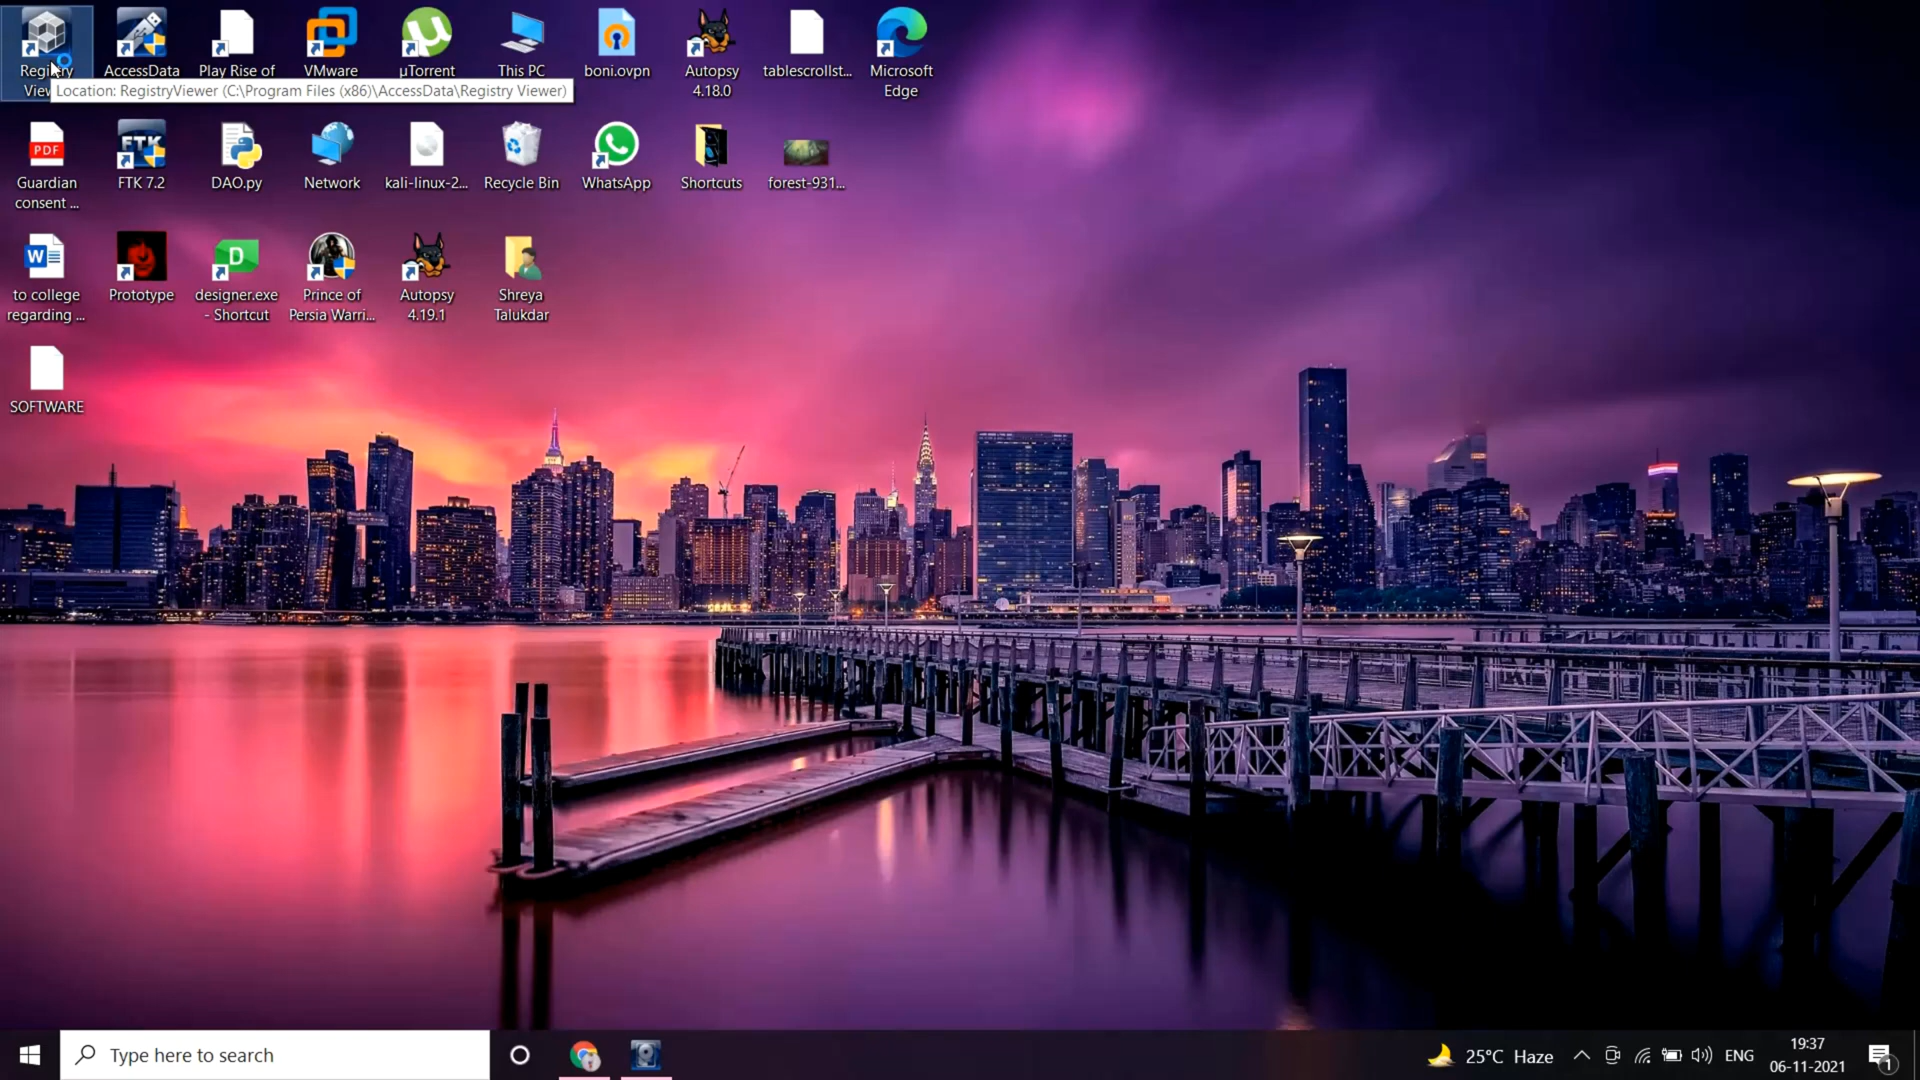 Registry
View
AccessData
Play Rise of
VMware
µTorrent
This PC
boni.ovpn
Autopsy
4.18.0
tablescrollst...
Microsoft
Edge
Location: RegistryViewer (C:\Program Files (x86)\AccessData\Registry Viewer)
PDF
Guardian
consent ...
FTK
FTK 7.2
DAO.py
Network
kali-linux-2...
Recycle Bin
WhatsApp
Shortcuts
forest-931...
W
to college
regarding ...
Prototype
D
designer.exe
- Shortcut
Prince of
Persia Warri...
Autopsy
4.19.1
Shreya
Talukdar
SOFTWARE
Type here to search
25°C Haze
ENG
19:37
06-11-2021
1